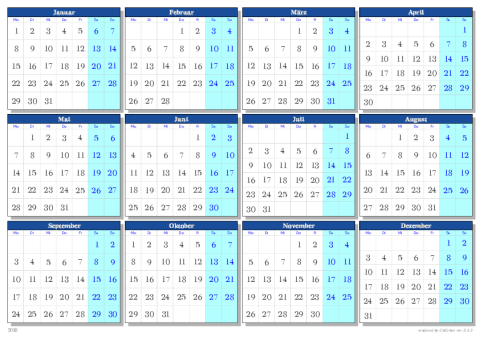 Januar
Mo Di Mi Do Fr Sa So
1 2 3 4 5 6 7
8 9 10 11 12 13 14
15 16 17 18 19 20 21
22 23 24 25 26 27 28
29 30 31
Februar
Mo Di Mi Do Fr Sa So
1 2 3 4
5 6 7 8 9 10 11
12 13 14 15 16 17 18
19 20 21 22 23 24 25
26 27 28
März
Mo Di Mi Do Fr Sa So
1 2 3 4
5 6 7 8 9 10 11
12 13 14 15 16 17 18
19 20 21 22 23 24 25
26 27 28 29 30 31
April
Mo Di Mi Do Fr Sa So
1
2 3 4 5 6 7 8
9 10 11 12 13 14 15
16 17 18 19 20 21 22
23 24 25 26 27 28 29
30
Mai
Mo Di Mi Do Fr Sa So
1 2 3 4 5 6
7 8 9 10 11 12 13
14 15 16 17 18 19 20
21 22 23 24 25 26 27
28 29 30 31
Juni
Mo Di Mi Do Fr Sa So
1 2 3
4 5 6 7 8 9 10
11 12 13 14 15 16 17
18 19 20 21 22 23 24
25 26 27 28 29 30
Juli
Mo Di Mi Do Fr Sa So
1
2 3 4 5 6 7 8
9 10 11 12 13 14 15
16 17 18 19 20 21 22
23 24 25 26 27 28 29
30 31
August
Mo Di Mi Do Fr Sa So
1 2 3 4 5
6 7 8 9 10 11 12
13 14 15 16 17 18 19
20 21 22 23 24 25 26
27 28 29 30 31
September
Mo Di Mi Do Fr Sa So
1 2
3 4 5 6 7 8 9
10 11 12 13 14 15 16
17 18 19 20 21 22 23
24 25 26 27 28 29 30
Oktober
Mo Di Mi Do Fr Sa So
1 2 3 4 5 6 7
8 9 10 11 12 13 14
15 16 17 18 19 20 21
22 23 24 25 26 27 28
29 30 31
November
Mo Di Mi Do Fr Sa So
1 2 3 4
5 6 7 8 9 10 11
12 13 14 15 16 17 18
19 20 21 22 23 24 25
26 27 28 29 30
Dezember
Mo Di Mi Do Fr Sa So
1 2
3 4 5 6 7 8 9
10 11 12 13 14 15 16
17 18 19 20 21 22 23
24 25 26 27 28 29 30
31
2018